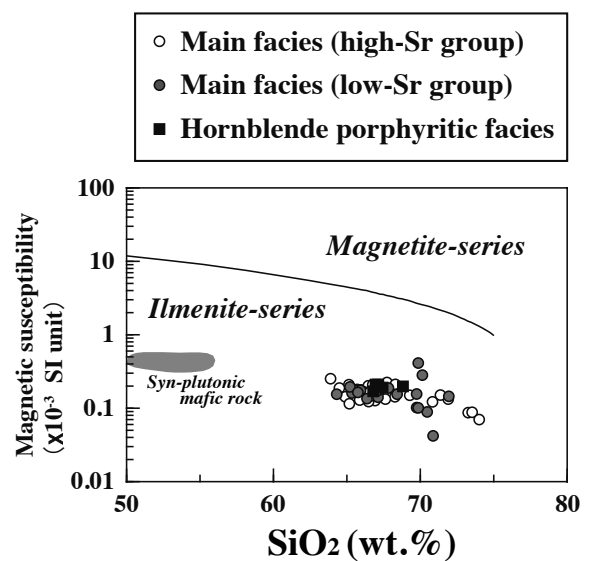 Main facies (high-Sr group)
Main facies (low-Sr group)
Hornblende porphyritic facies
100
10
1
0.1
0.01
Magnetic susceptibility
(x10⁻³ SI unit)
Magnetite-series
Ilmenite-series
Syn-plutonic
mafic rock
50
60
70
80
SiO₂ (wt.%)